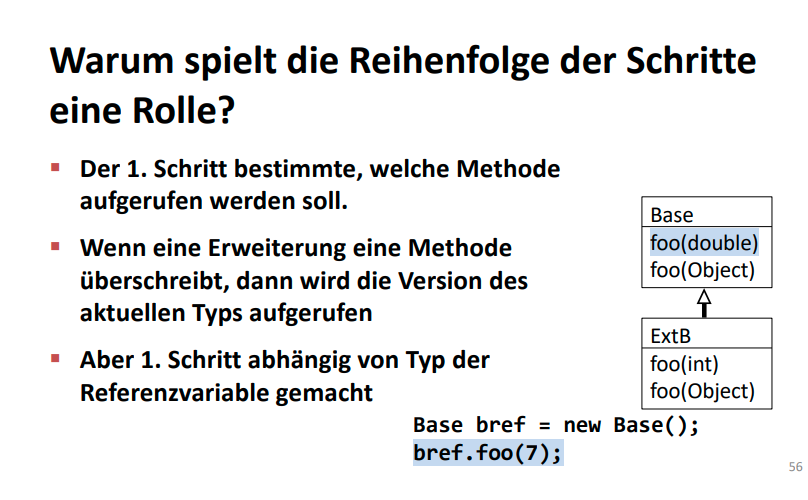 Warum spielt die Reihenfolge der Schritte
eine Rolle?
Der 1. Schritt bestimmte, welche Methode
aufgerufen werden soll.
Wenn eine Erweiterung eine Methode
überschreibt, dann wird die Version des
aktuellen Typs aufgerufen
Aber 1. Schritt abhängig von Typ der
Referenzvariable gemacht
Base
foo(double)
foo(Object)
ExtB
foo(int)
foo(Object)
Base bref = new Base();
bref.foo(7);
56